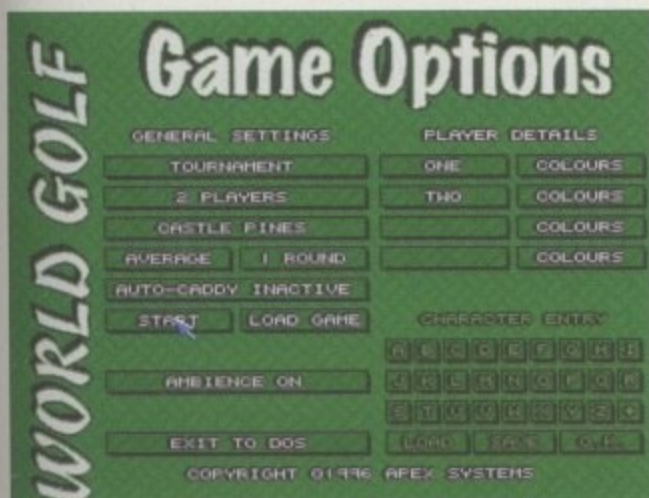 WORLD GOLF
Game Options
GENERAL SETTINGS
TOURNAMENT
2 PLAYERS
CASTLE PINES
AVERAGE 1 ROUND
AUTO-CADDY INACTIVE
START LOAD GAME
AMBIENCE ON
EXIT TO DOS
PLAYER DETAILS
ONE COLOURS
TWO COLOURS
COLOURS
COLOURS
CHARACTER ENTRY
A B C D E F G H I
J K L M N O P Q R
S T U V W X Y Z +
LOAD SAVE O.K.
COPYRIGHT ©1996 APEX SYSTEMS